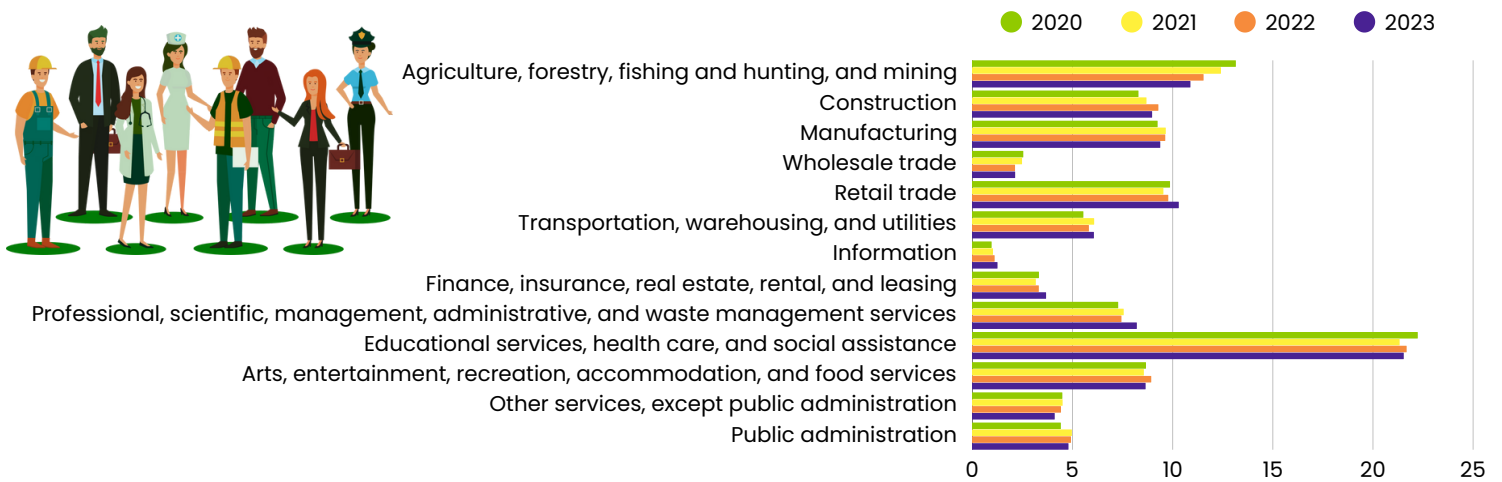 2020 2021 2022 2023
Agriculture, forestry, fishing and hunting, and mining
Construction
Manufacturing
Wholesale trade
Retail trade
Transportation, warehousing, and utilities
Information
Finance, insurance, real estate, rental, and leasing
Professional, scientific, management, administrative, and waste management services
Educational services, health care, and social assistance
Arts, entertainment, recreation, accommodation, and food services
Other services, except public administration
Public administration
0 5 10 15 20 25